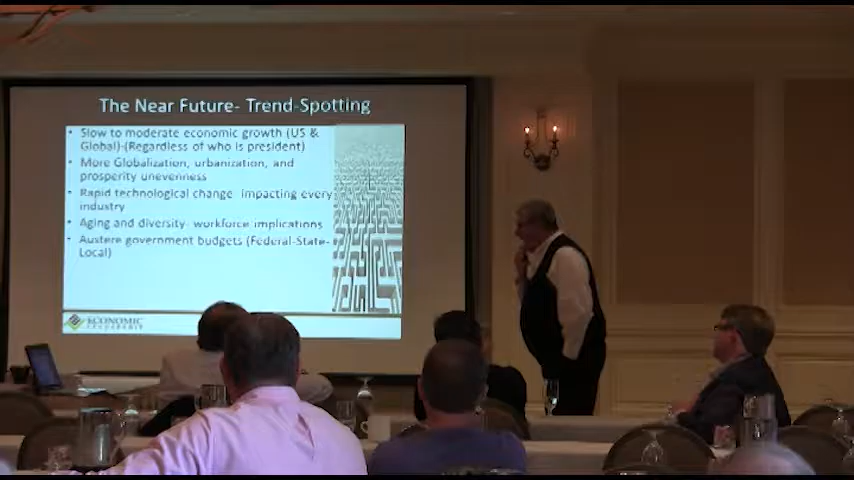 The Near Future- Trend-Spotting
• Slow to moderate economic growth (US &
Global)-(Regardless of who is president)
• More Globalization, urbanization, and
prosperity unevenness
• Rapid technological change- impacting every
industry
• Aging and diversity- workforce implications
• Austere government budgets (Federal-State-
Local)
ECONOMIC
LEADERSHIP